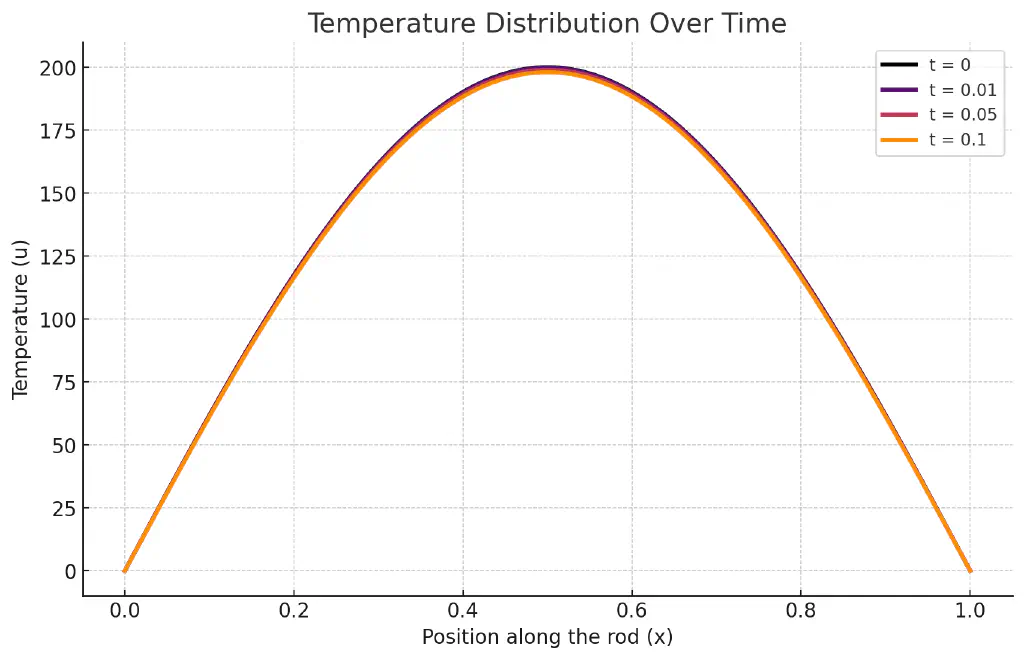 Temperature Distribution Over Time
t = 0
t = 0.01
t = 0.05
t = 0.1
200
175
150
125
100
75
50
25
0
Temperature (u)
0.0 0.2 0.4 0.6 0.8 1.0
Position along the rod (x)